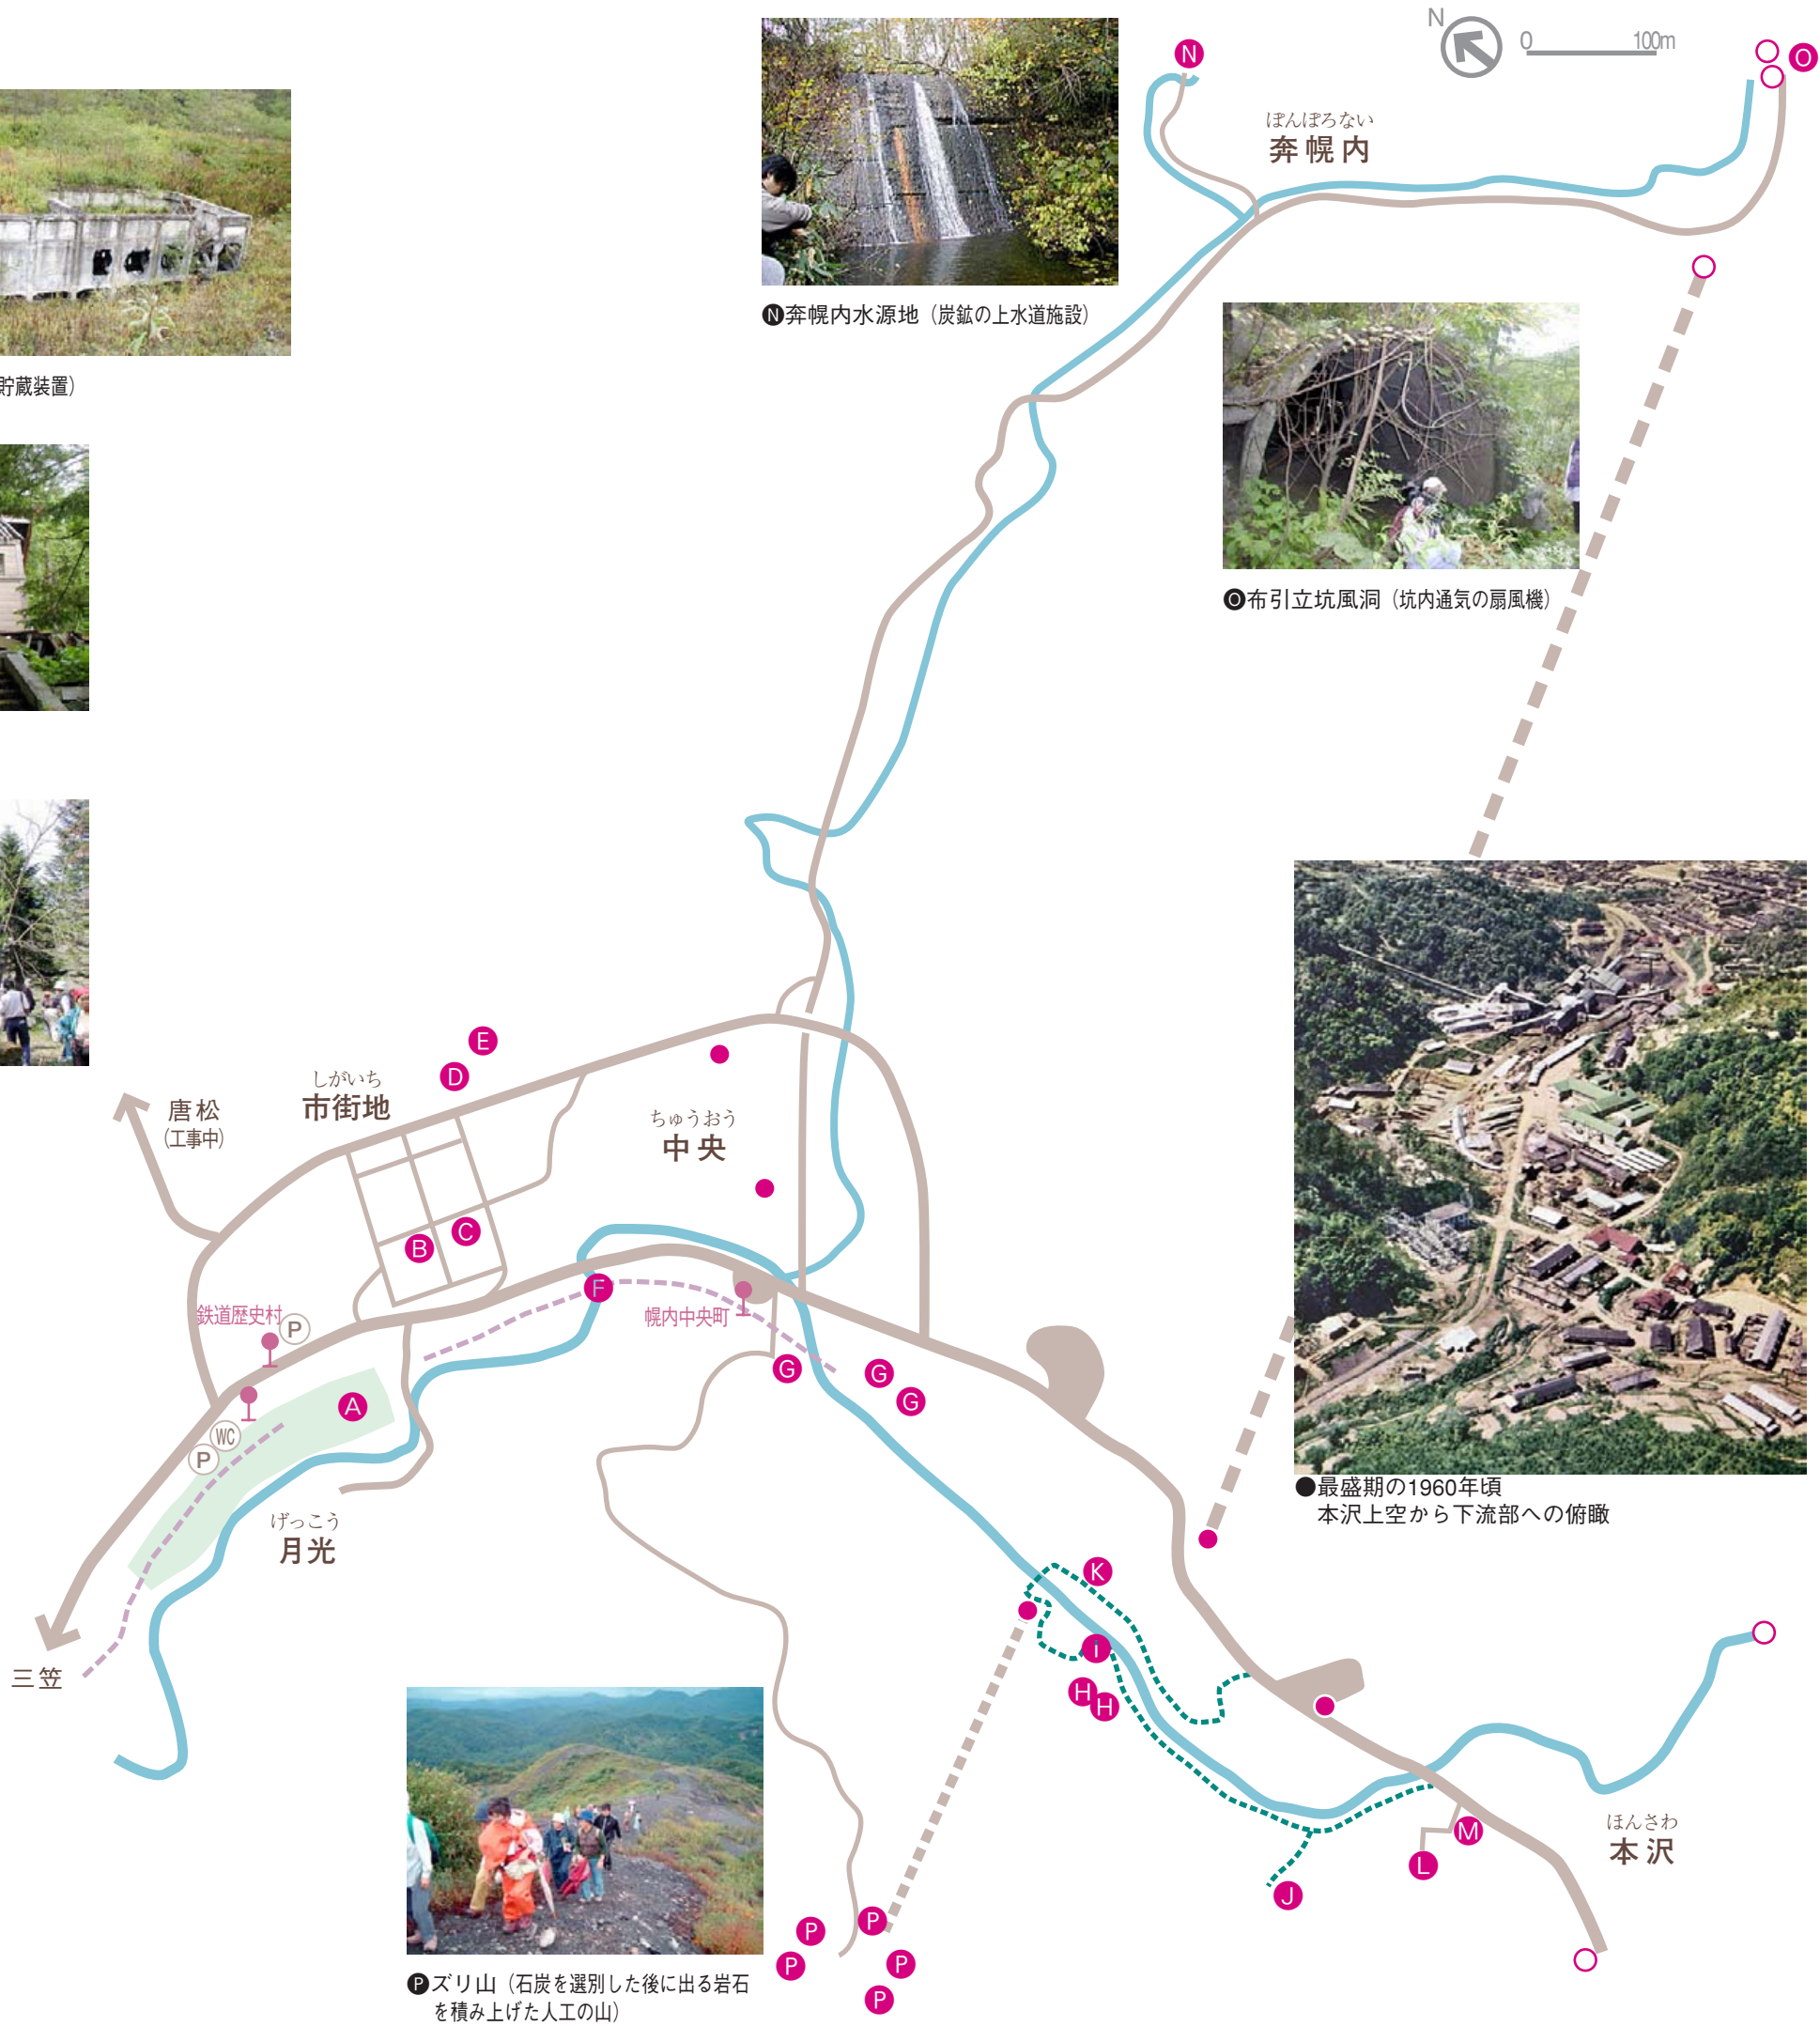 N
0 100m
N
O
ぽんぽろない
奔幌内
Ⓝ奔幌内水源地（炭鉱の上水道施設）
貯蔵装置）
Ⓞ布引立坑風洞（坑内通気の扇風機）
E
D
しがいち
市街地
唐松
（工事中）
ちゅうおう
中央
C
B
F
鉄道歴史村
P
幌内中央町
G
G
G
A
WC
P
●最盛期の1960年頃
本沢上空から下流部への俯瞰
げっこう
月光
K
I
H
H
三笠
ほんさわ
本沢
M
L
J
P
P
P
P
P
Ⓟズリ山（石炭を選別した後に出る岩石
を積み上げた人工の山）